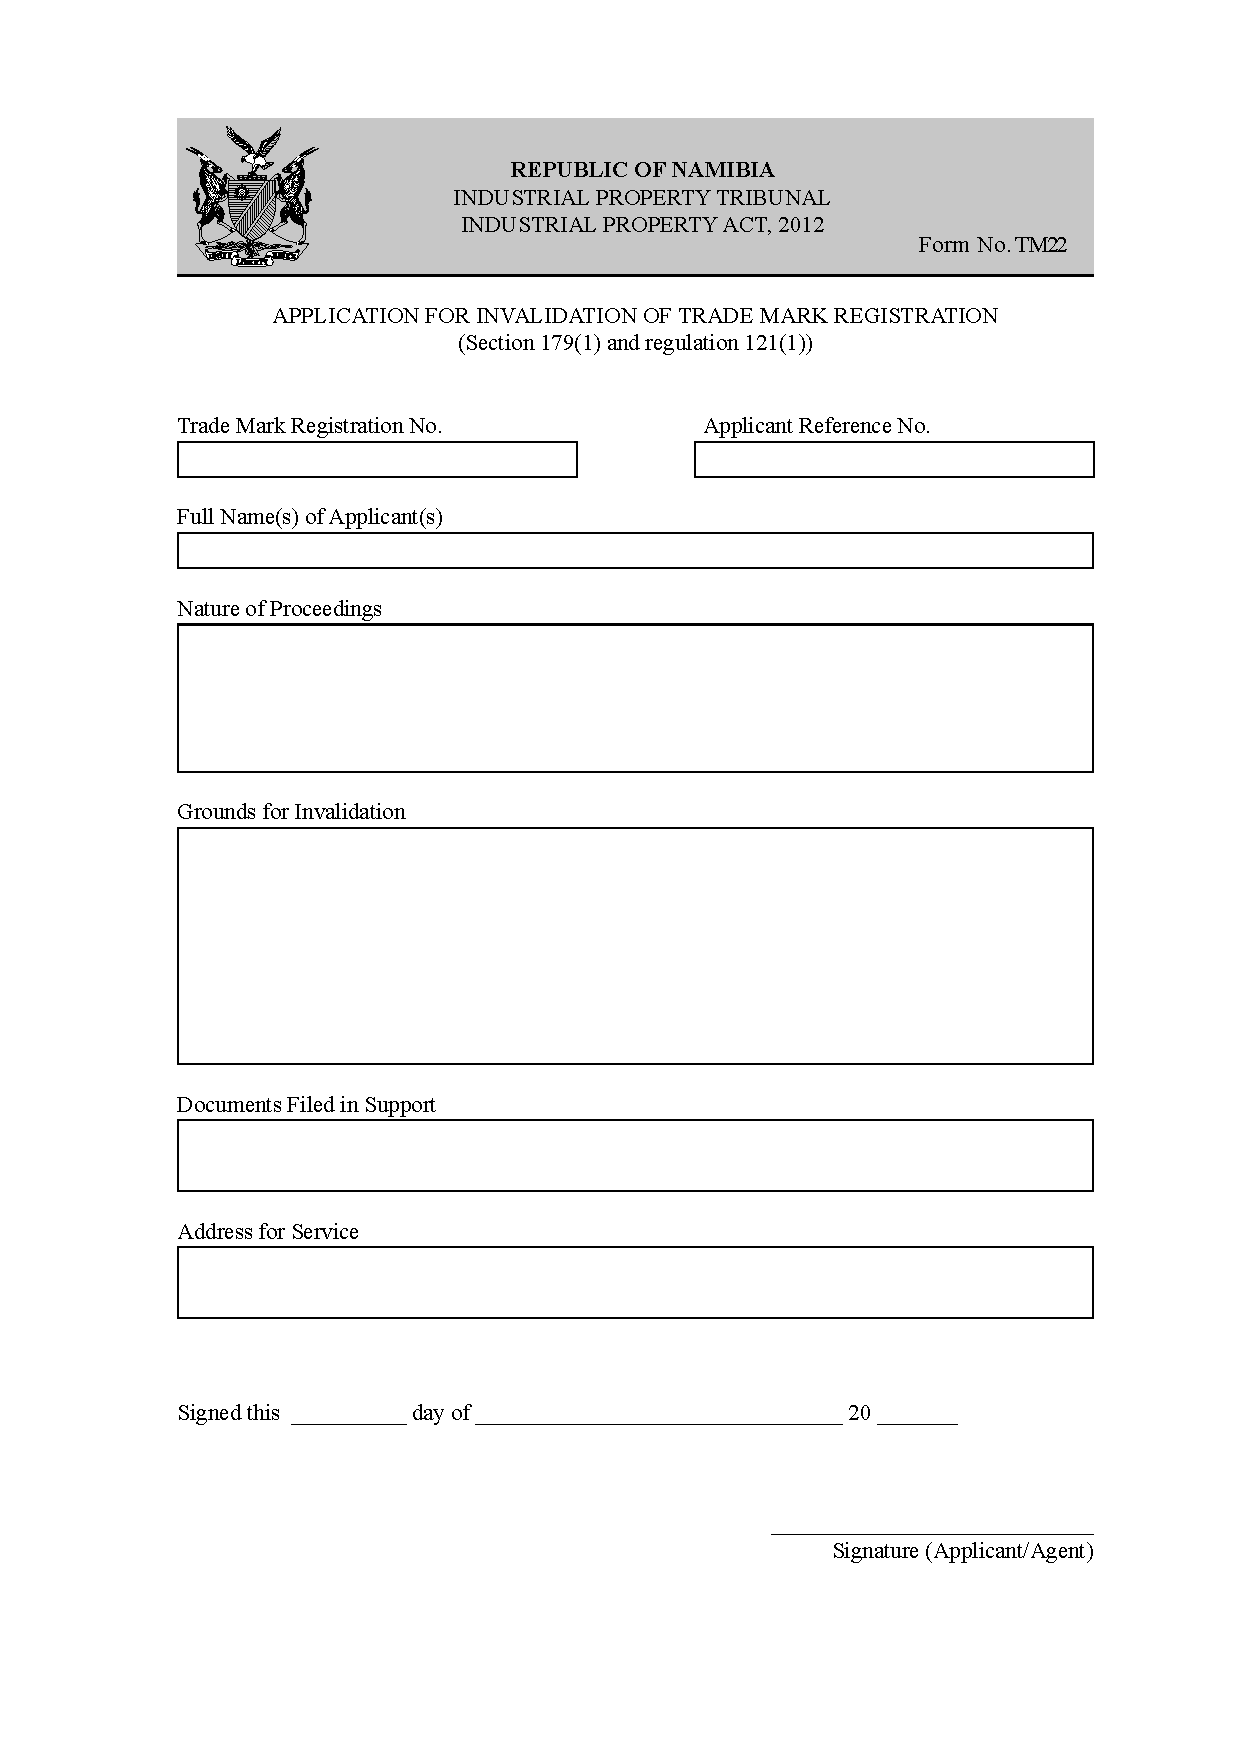 REPUBLIC OF NAMIBIA
INDUSTRIAL PROPERTY TRIBUNAL
INDUSTRIAL PROPERTY ACT, 2012
Form No. TM22
APPLICATION FOR INVALIDATION OF TRADE MARK REGISTRATION
(Section 179(1) and regulation 121(1))
Trade Mark Registration No. Applicant Reference No.
Full Name(s) of Applicant(s)
Nature of Proceedings
Grounds for Invalidation
Documents Filed in Support
Address for Service
Signed this __________ day of ________________________________ 20 _______
____________________________
Signature (Applicant/Agent)